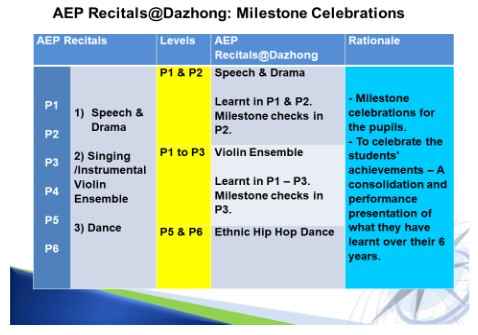 AEP Recitals@Dazhong: Milestone Celebrations
AEP Recitals
Levels
AEP
Recitals@Dazhong
Rationale
P1
P2
P3
P4
P5
P6
1) Speech &
Drama
2) Singing
/Instrumental
Violin
Ensemble
3) Dance
P1 & P2
Speech & Drama
Learnt in P1 & P2.
Milestone checks in
P2.
P1 to P3
Violin Ensemble
Learnt in P1 – P3.
Milestone checks in
P3.
P5 & P6
Ethnic Hip Hop Dance
- Milestone
celebrations for
the pupils.
- To celebrate the
students'
achievements – A
consolidation and
performance
presentation of
what they have
learnt over their 6
years.